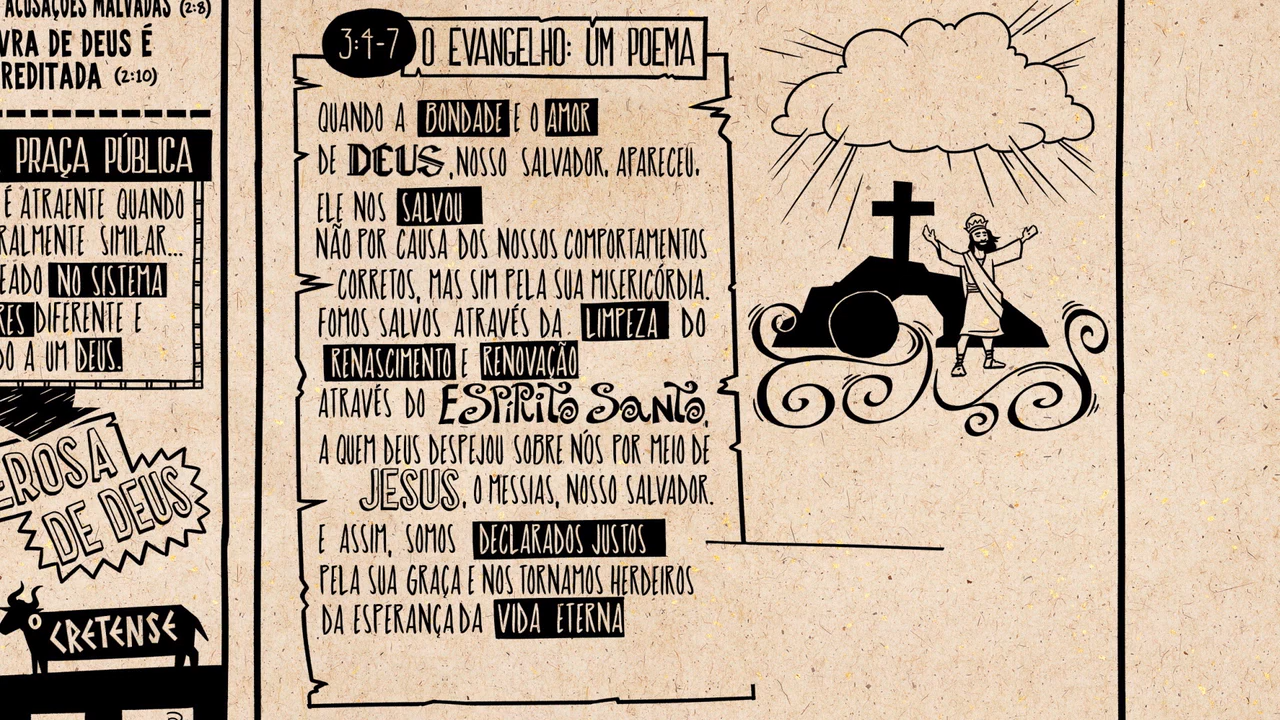 ACUSAÇÕES MALVADAS (2:8)
VRA DE DEUS É
REDITADA (2:10)
PRAÇA PÚBLICA
É ATRAENTE QUANDO
RALMENTE SIMILAR...
EADO NO SISTEMA
RES DIFERENTE E
DO A UM DEUS.
EROSA
DE DEUS
CRETENSE
3:4-7 O EVANGELHO: UM POEMA
QUANDO A BONDADE E O AMOR
DE DEUS, NOSSO SALVADOR, APARECEU,
ELE NOS SALVOU
NÃO POR CAUSA DOS NOSSOS COMPORTAMENTOS
CORRETOS, MAS SIM PELA SUA MISERICÓRDIA.
FOMOS SALVOS ATRAVÉS DA LIMPEZA DO
RENASCIMENTO E RENOVAÇÃO
ATRAVÉS DO ESPIRITO SANTO,
A QUEM DEUS DESPEJOU SOBRE NÓS POR MEIO DE
JESUS, O MESSIAS, NOSSO SALVADOR.
E ASSIM, SOMOS DECLARADOS JUSTOS
PELA SUA GRAÇA E NOS TORNAMOS HERDEIROS
DA ESPERANÇA DA VIDA ETERNA